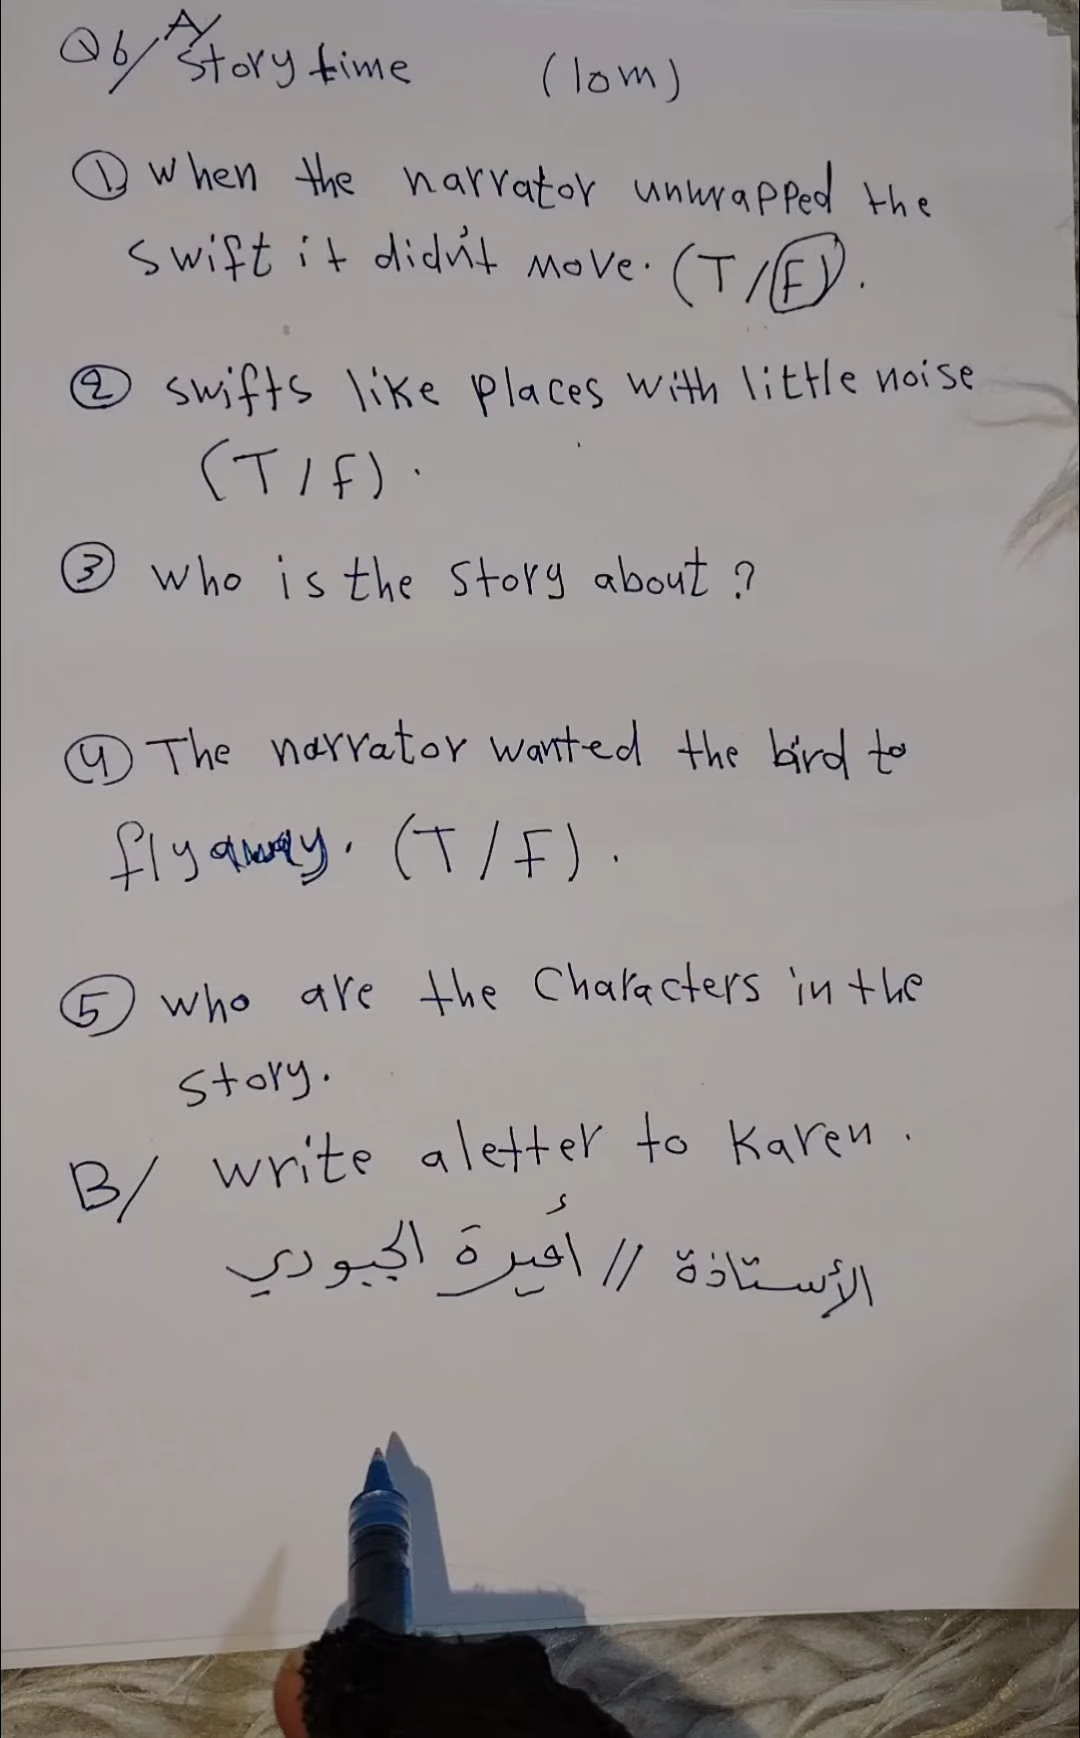 Q6/ A/ Story time (10m)
① When the narrator unwrapped the
swift it didn't move. (T/F).
② swifts like places with little noise
(T/F).
③ who is the story about?
④ The narrator wanted the bird to
fly away. (T/F).
⑤ who are the Characters in the
story.
B/ write a letter to Karen.
الأستاذة // أميرة الجبودي